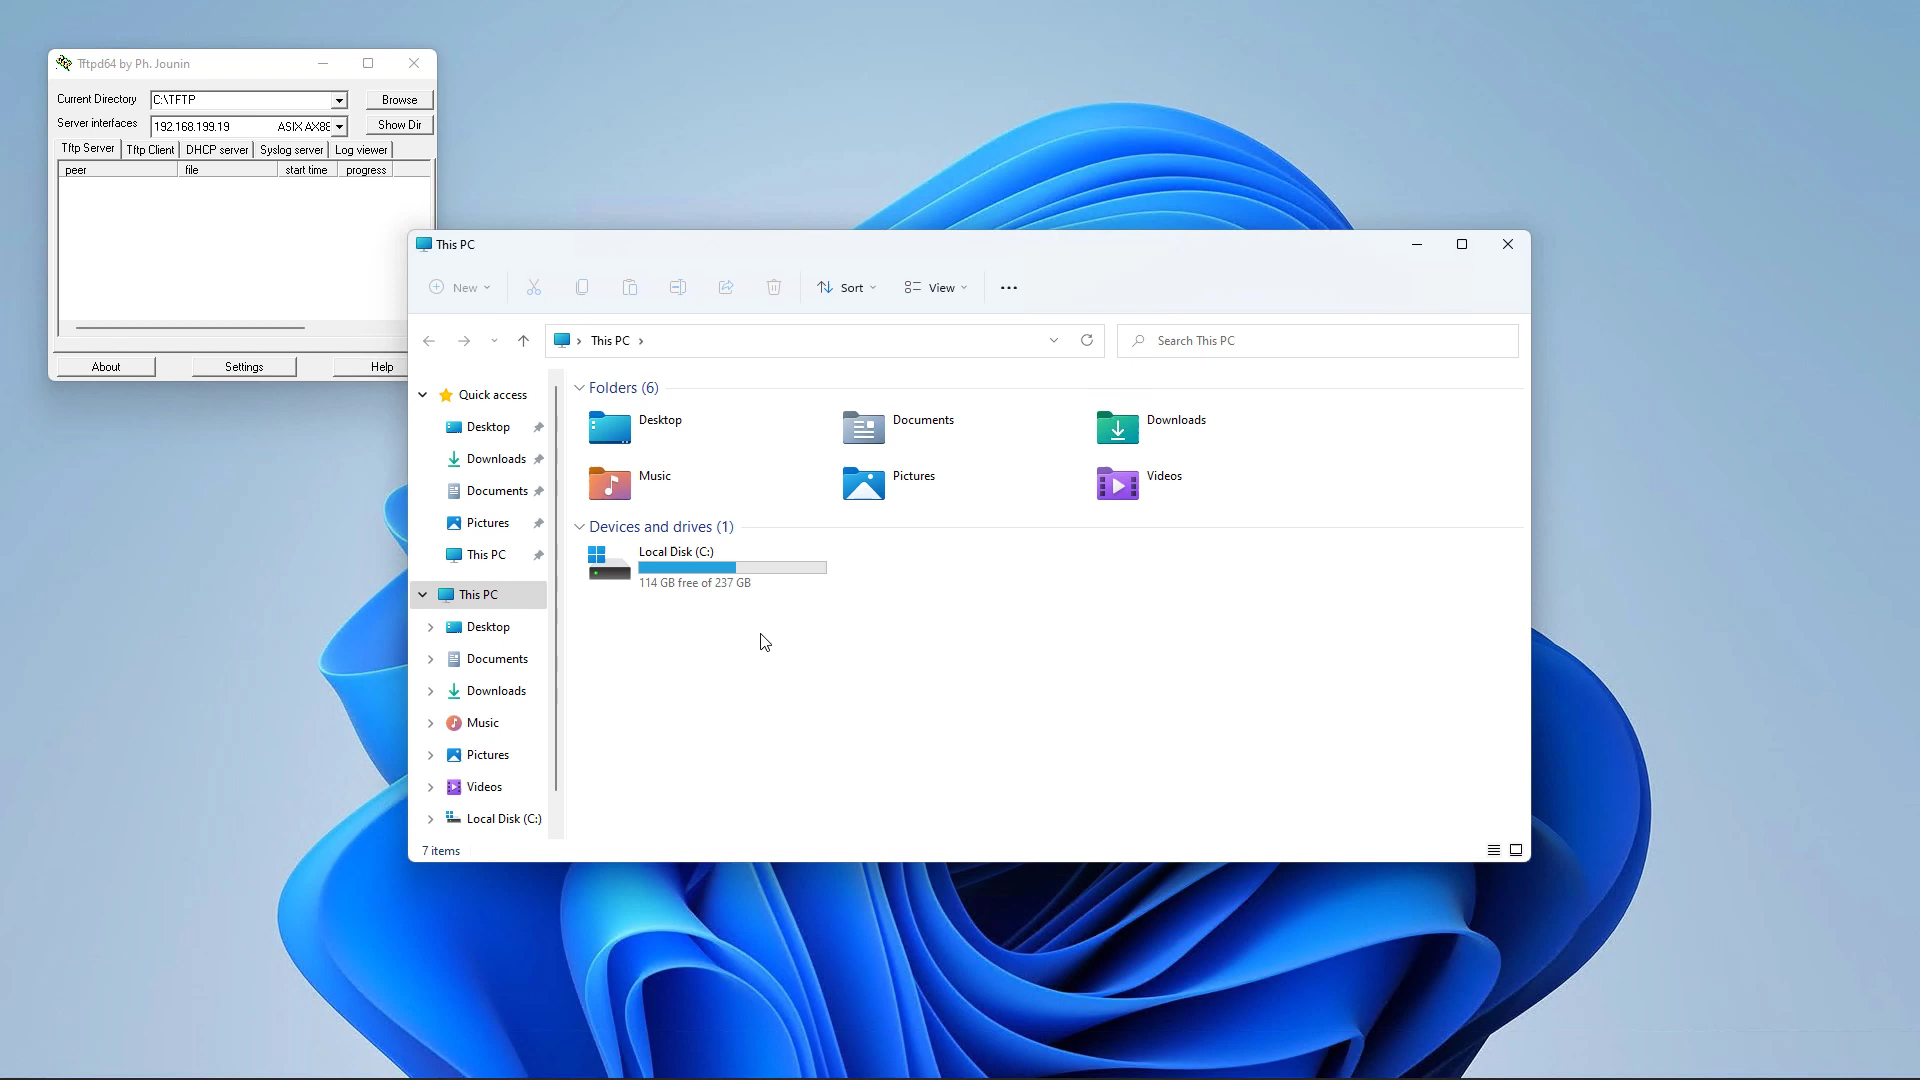 Tftpd64 by Ph. Jounin
Current Directory C:\TFTP Browse
Server interfaces 192.168.199.19 ASIX AX88 Show Dir
Tftp Server Tftp Client DHCP server Syslog server Log viewer
peer file start time progress
About Settings Help
This PC
New Sort View
This PC
Search This PC
Quick access
Desktop
Downloads
Documents
Pictures
This PC
This PC
Desktop
Documents
Downloads
Music
Pictures
Videos
Local Disk (C:)
Folders (6)
Desktop Documents Downloads
Music Pictures Videos
Devices and drives (1)
Local Disk (C:)
114 GB free of 237 GB
7 items